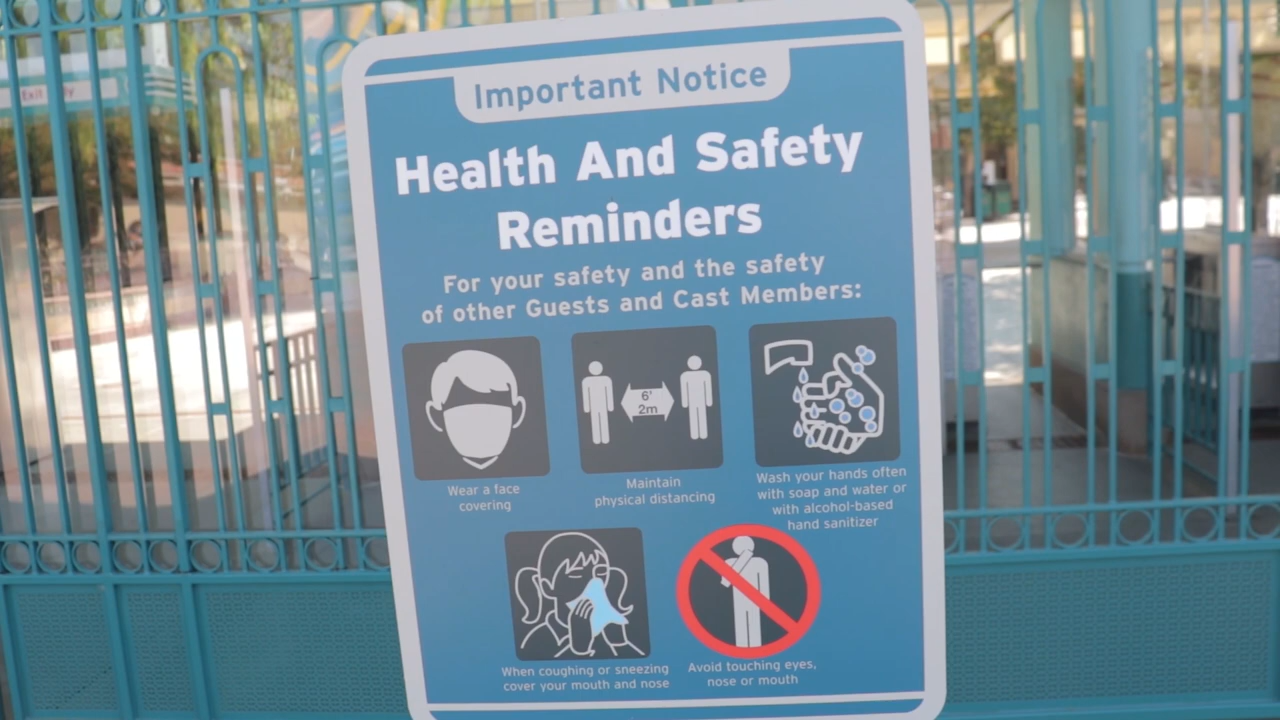 Exit Only
Important Notice
Health And Safety
Reminders
For your safety and the safety
of other Guests and Cast Members:
6'
2m
Wear a face
covering
Maintain
physical distancing
Wash your hands often
with soap and water or
with alcohol-based
hand sanitizer
When coughing or sneezing
cover your mouth and nose
Avoid touching eyes,
nose or mouth